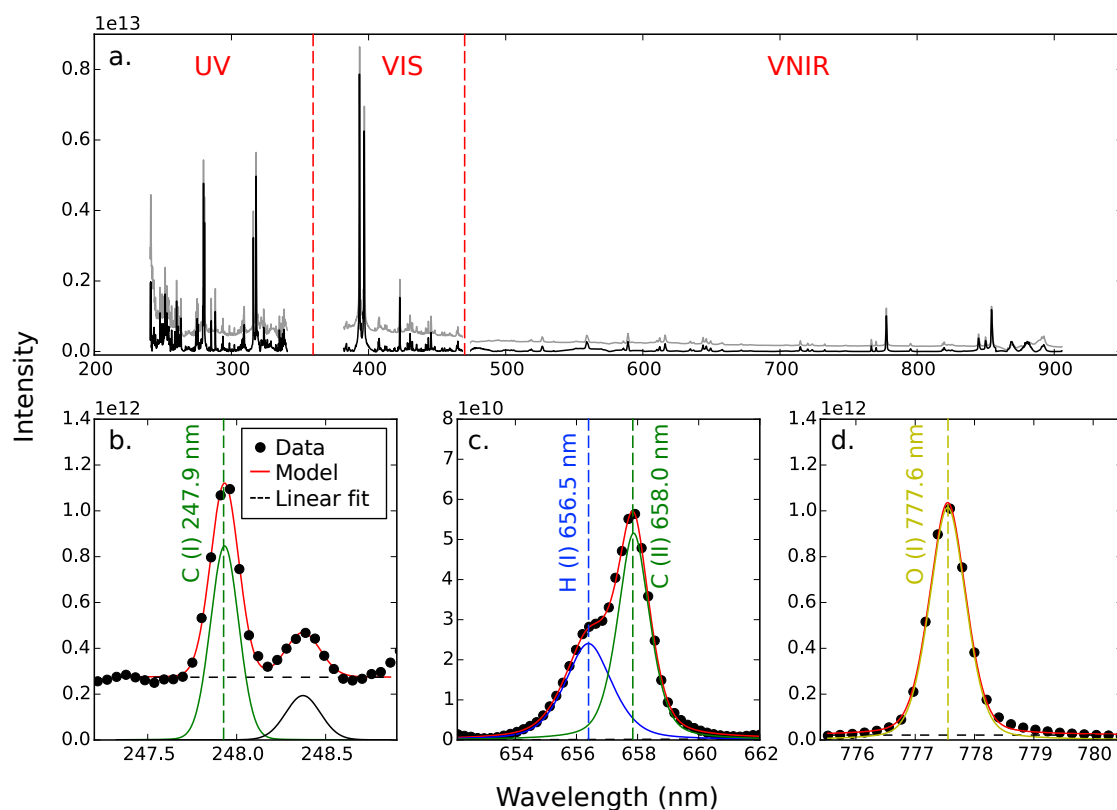 1e13
a.
UV
VIS
VNIR
0.8
0.6
0.4
0.2
0.0
200 300 400 500 600 700 800 900
Intensity
1e12
b.
C (I) 247.9 nm
Data
Model
Linear fit
1.4
1.2
1.0
0.8
0.6
0.4
0.2
0.0
247.5 248.0 248.5
8e10
c.
H (I) 656.5 nm
C (II) 658.0 nm
7
6
5
4
3
2
1
0
654 656 658 660 662
1e12
d.
O (I) 777.6 nm
1.4
1.2
1.0
0.8
0.6
0.4
0.2
0.0
776 777 778 779 780
Wavelength (nm)